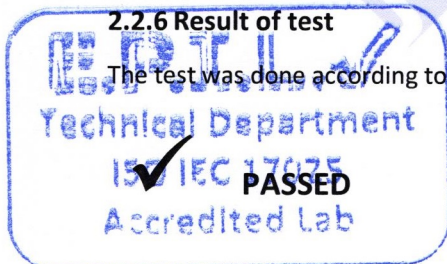 2.2.6 Result of test
E.P.I.L.
The test was done according to
Technical Department
ISO IEC 17025
PASSED
Accredited Lab